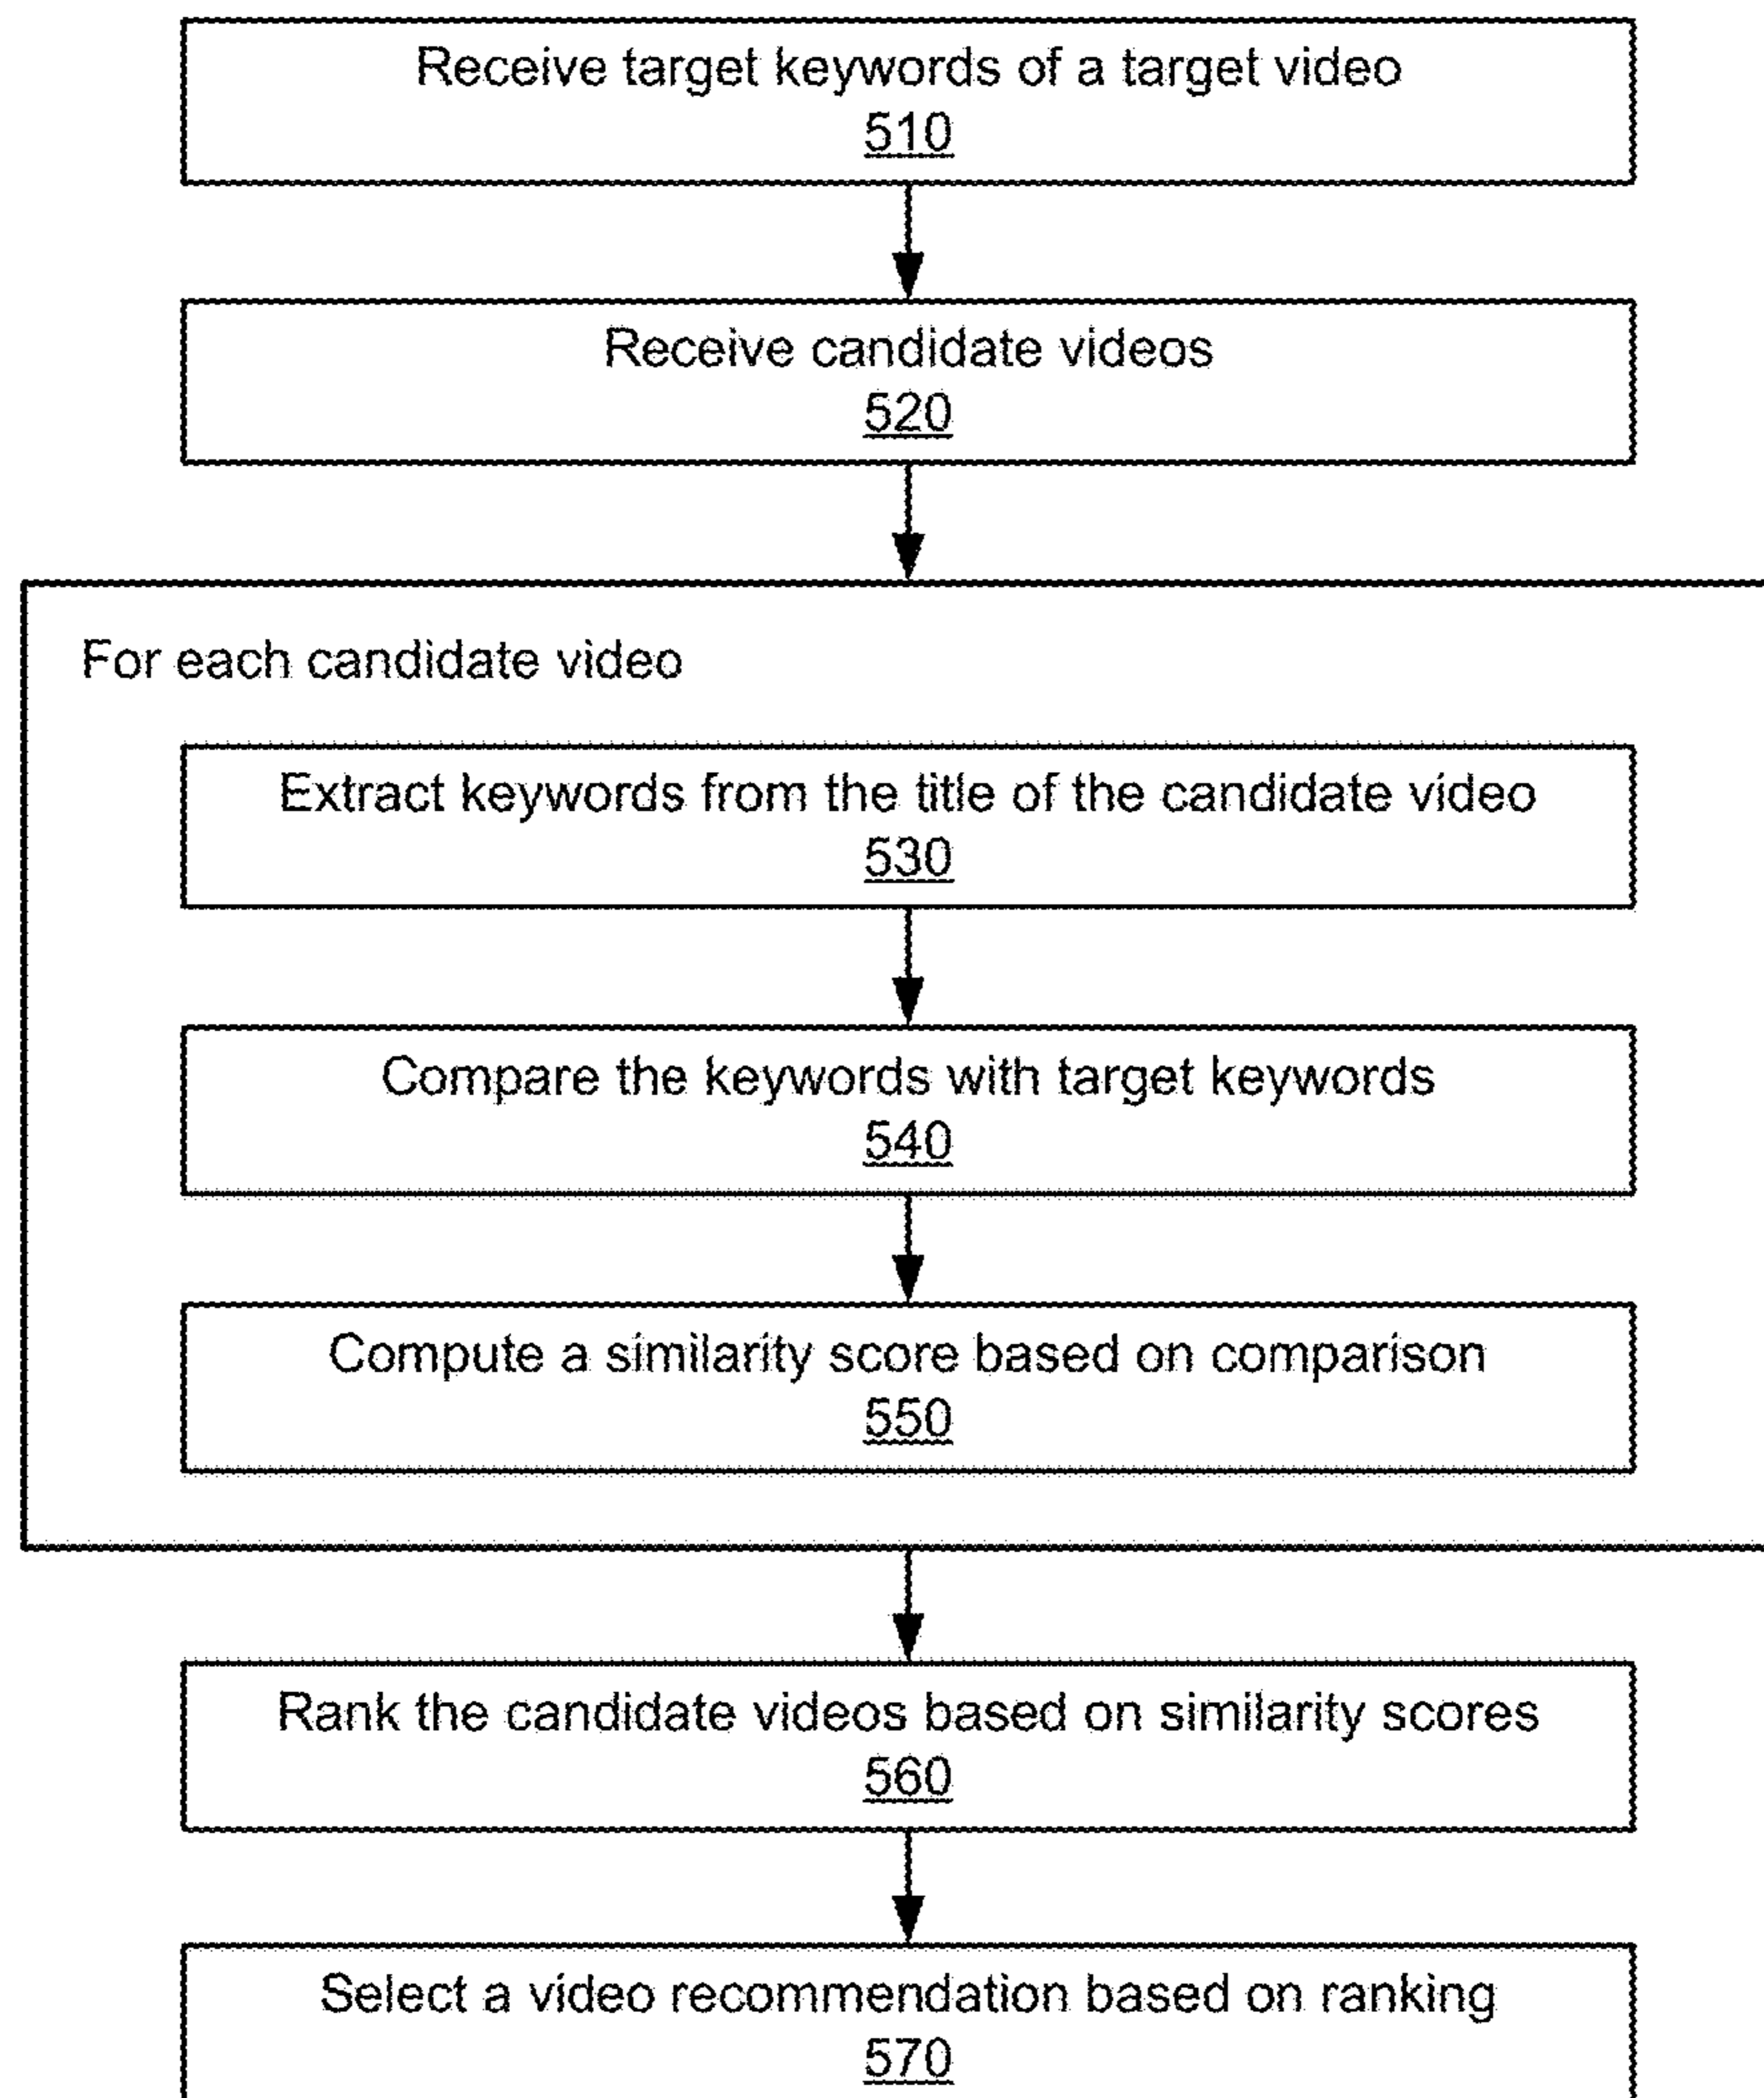 Receive target keywords of a target video
510
Receive candidate videos
520
For each candidate video
Extract keywords from the title of the candidate video
530
Compare the keywords with target keywords
540
Compute a similarity score based on comparison
550
Rank the candidate videos based on similarity scores
560
Select a video recommendation based on ranking
570